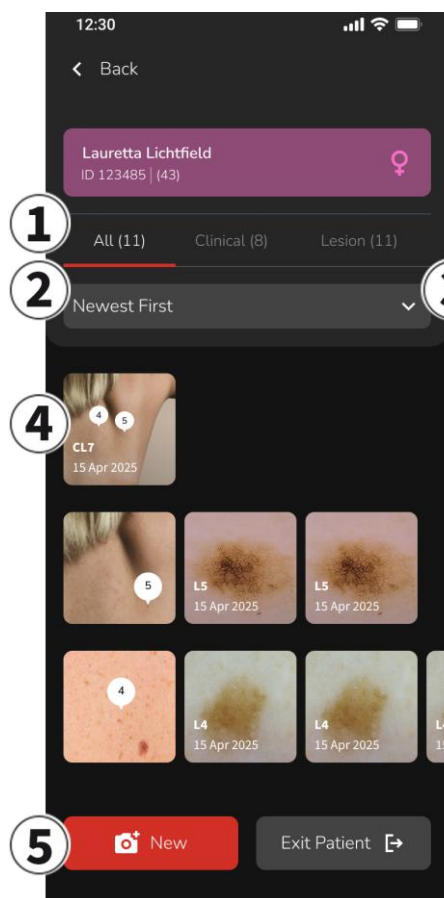 12:30
Back
Lauretta Lichtfield
ID 123485 | (43)
1
All (11)
Clinical (8)
Lesion (11)
2
Newest First
4
4
5
CL7
15 Apr 2025
5
L5
15 Apr 2025
L5
15 Apr 2025
4
L4
15 Apr 2025
L4
15 Apr 2025
5
New
Exit Patient